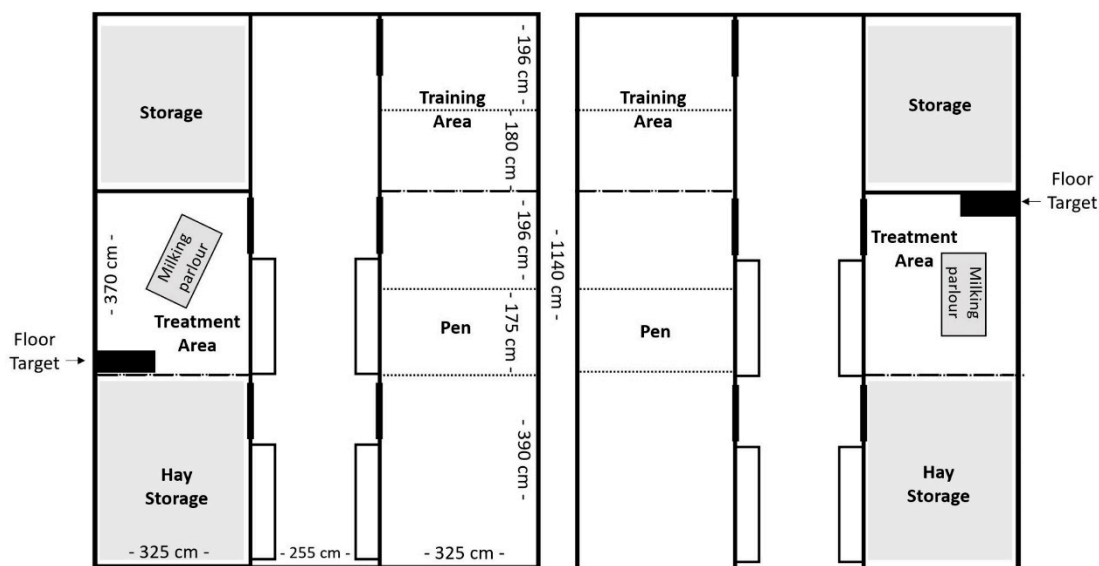 Storage
Training
Area
- 196 cm -
- 180 cm -
Milking
parlour
- 370 cm -
Treatment
Area
Floor
Target
- 196 cm -
Pen
- 175 cm -
Hay
Storage
- 390 cm -
- 325 cm -
- 255 cm -
- 325 cm -
- 1140 cm -
Training
Area
Storage
Floor
Target
Treatment
Area
Milking
parlour
Pen
Hay
Storage